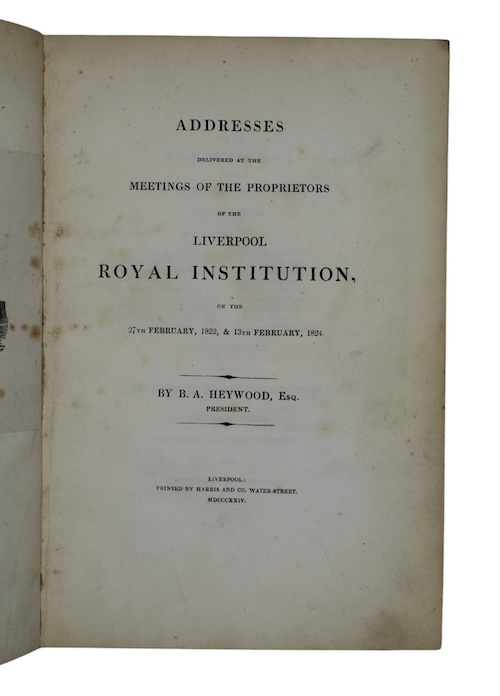 ADDRESSES
DELIVERED AT THE
MEETINGS OF THE PROPRIETORS
OF THE
LIVERPOOL
ROYAL INSTITUTION,
ON THE
27TH FEBRUARY, 1822, & 13TH FEBRUARY, 1824.
BY B. A. HEYWOOD, ESQ.
PRESIDENT.
LIVERPOOL:
PRINTED BY HARRIS AND CO. WATER-STREET.
MDCCCXXIV.